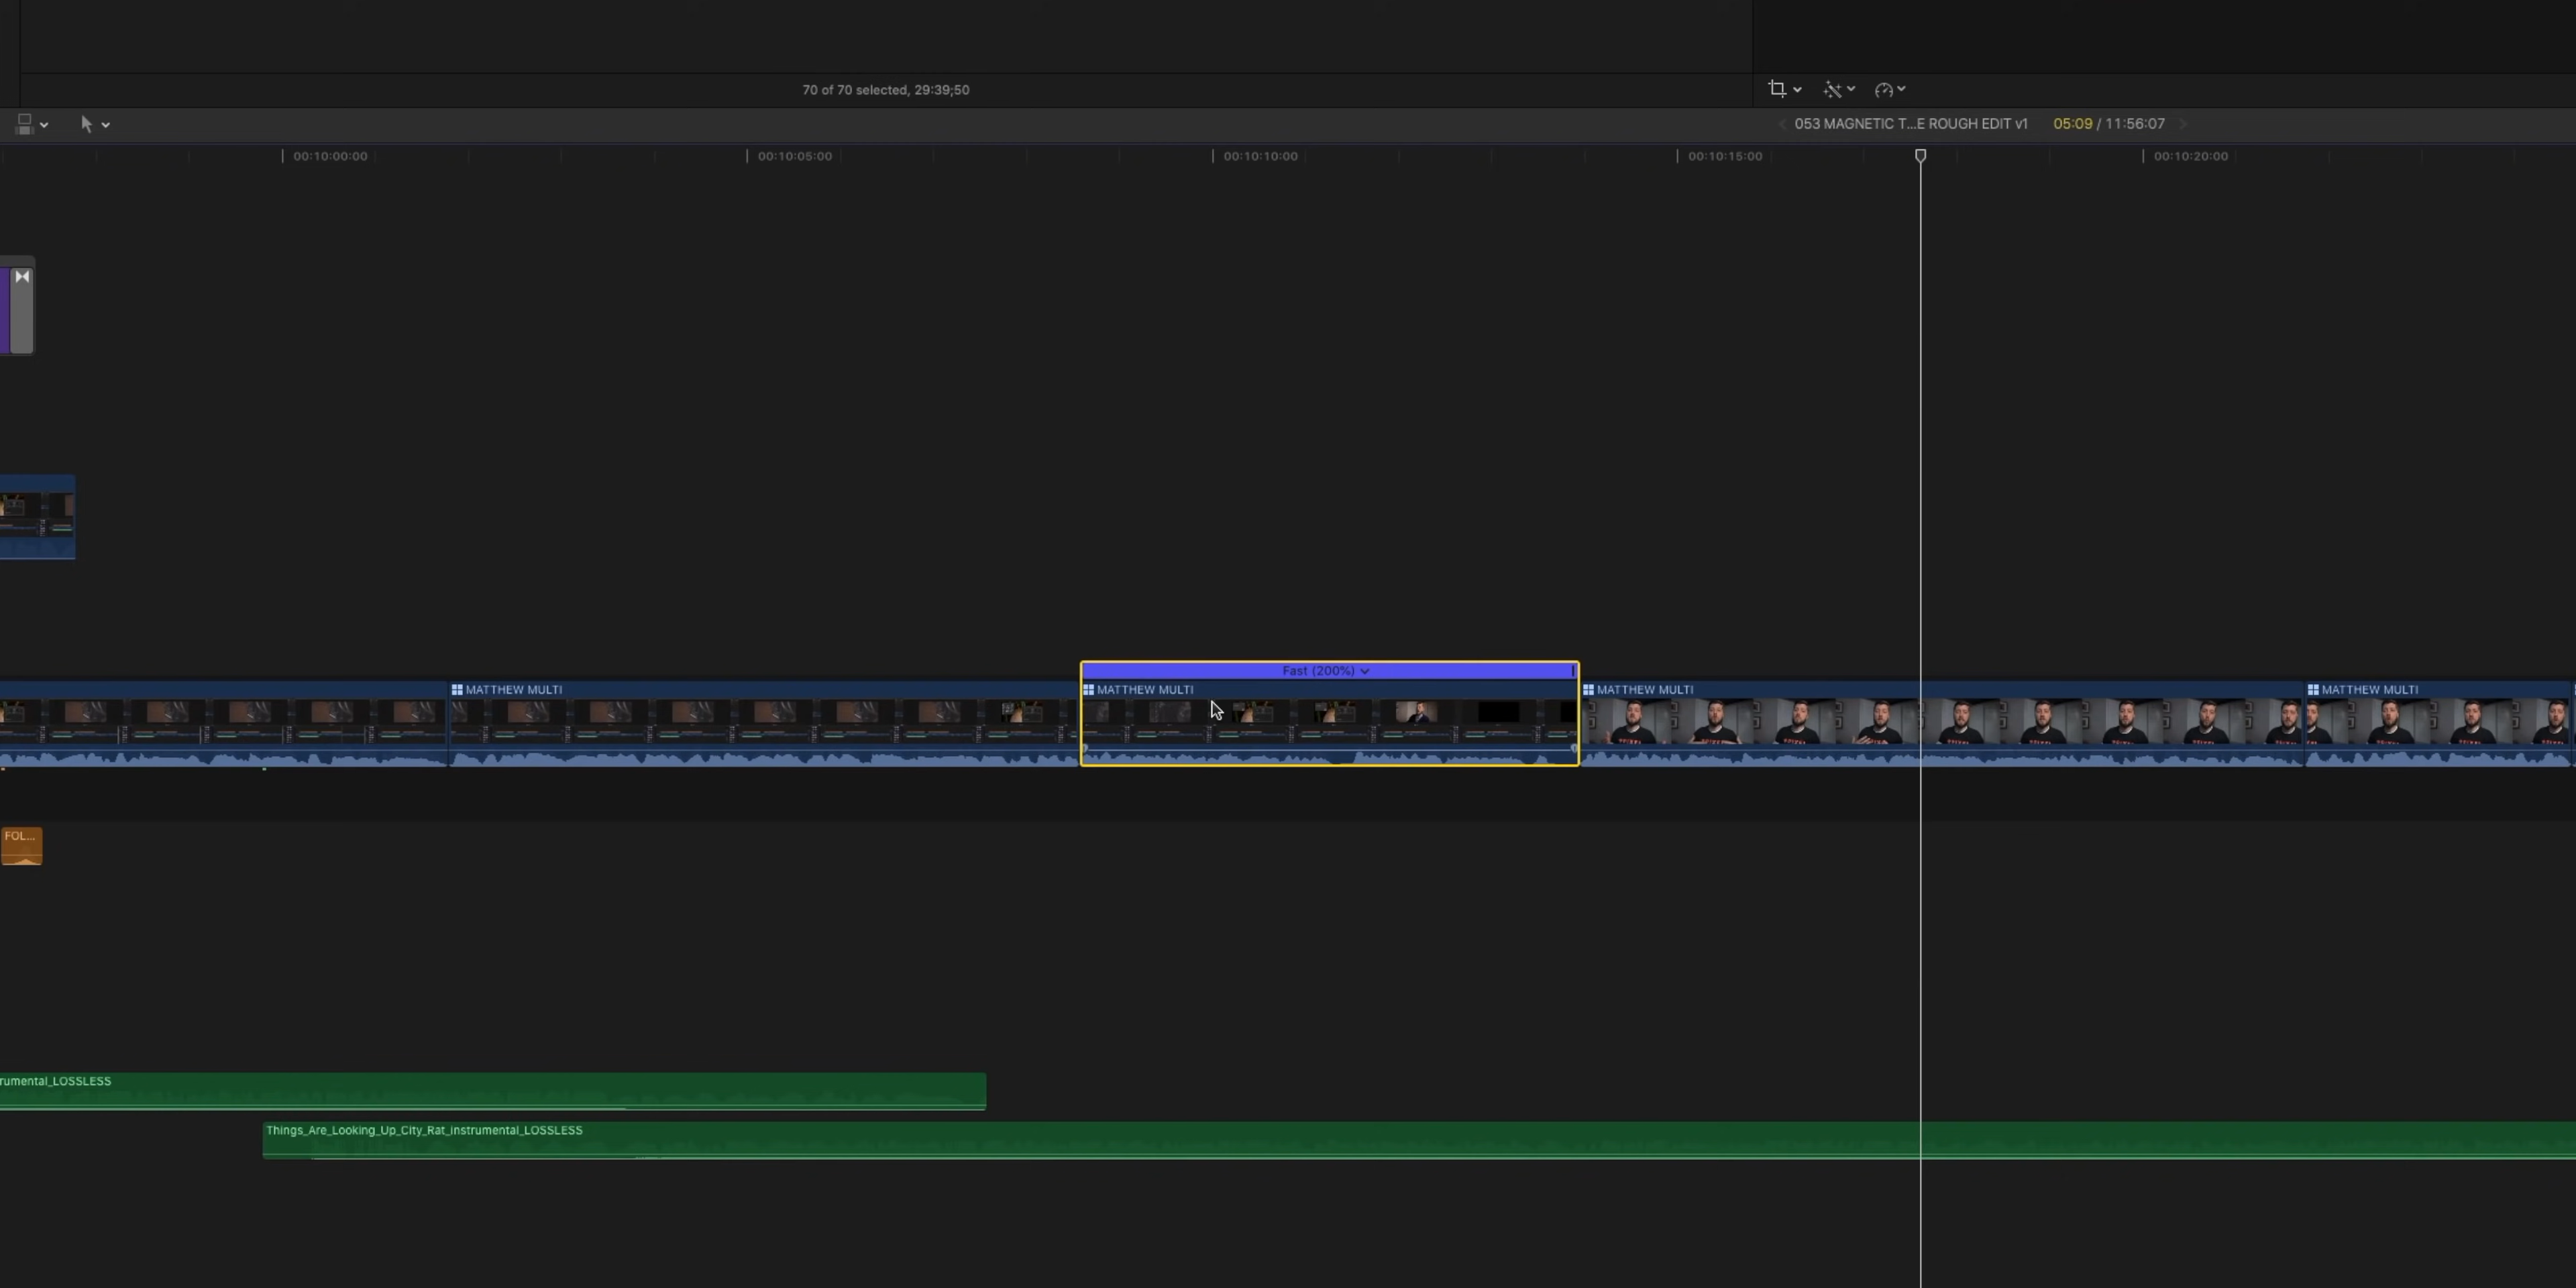 70 of 70 selected, 29:39;50
053 MAGNETIC T...E ROUGH EDIT v1 05:09 / 11:56:07
00:10:00:00 00:10:05:00 00:10:10:00 00:10:15:00 00:10:20:00
Fast (200%)
MATTHEW MULTI MATTHEW MULTI MATTHEW MULTI MATTHEW MULTI
FOL...
rumental_LOSSLESS
Things_Are_Looking_Up_City_Rat_instrumental_LOSSLESS